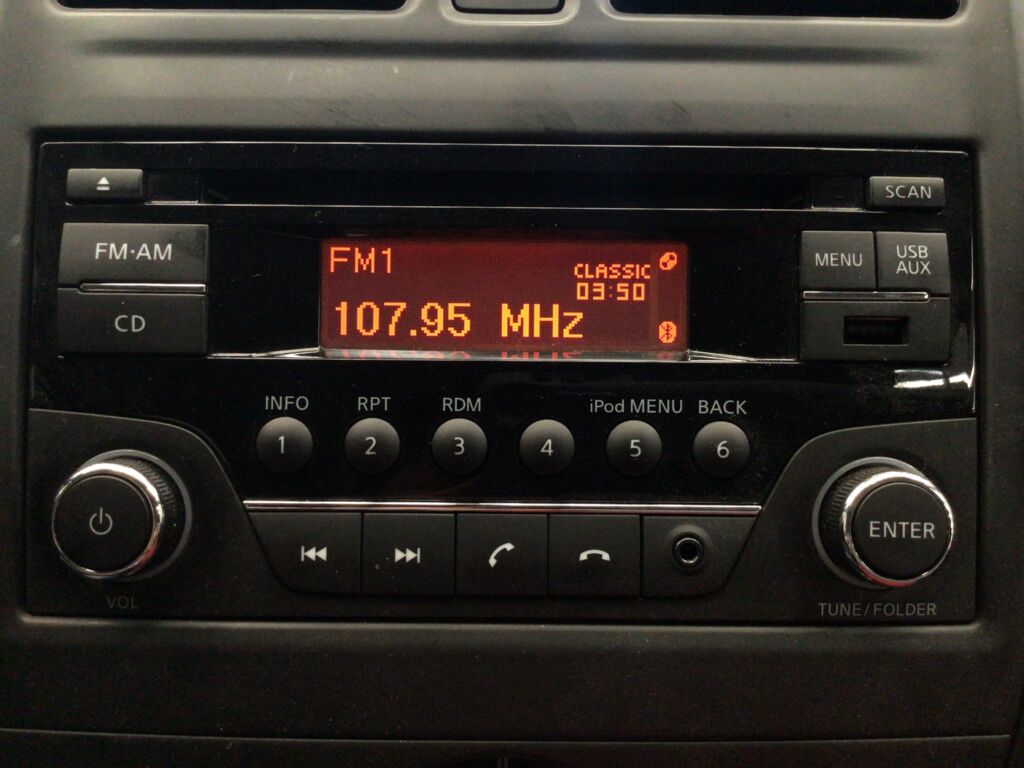 SCAN
FM·AM
CD
FM1
CLASSIC
03:50
107.95 MHz
MENU
USB
AUX
INFO
RPT
RDM
iPod MENU
BACK
1
2
3
4
5
6
VOL
ENTER
TUNE/FOLDER